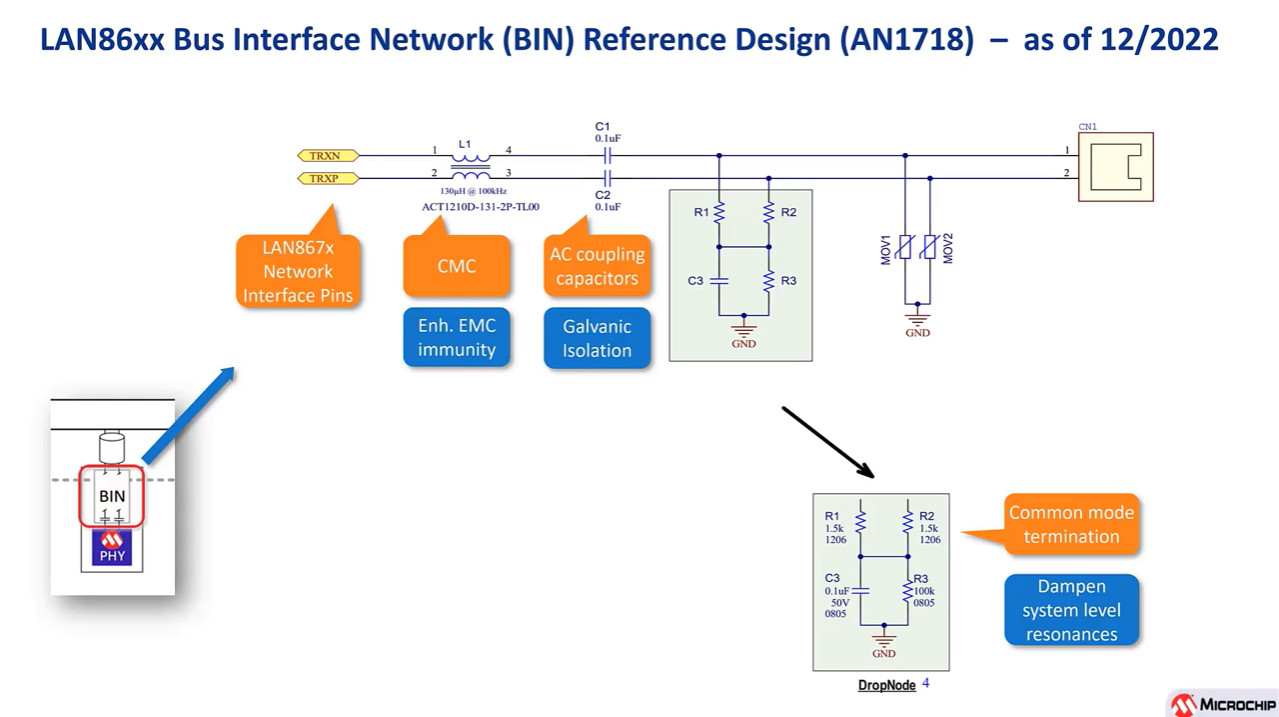 LAN86xx Bus Interface Network (BIN) Reference Design (AN1718) – as of 12/2022
TRXN
TRXP
1
2
L1
4
3
130µH @ 100kHz
ACT1210D-131-2P-TL00
C1
0.1uF
C2
0.1uF
R1
R2
C3
R3
GND
MOV1
MOV2
GND
CN1
1
2
LAN867x
Network
Interface Pins
CMC
AC coupling
capacitors
Enh. EMC
immunity
Galvanic
Isolation
BIN
PHY
R1
1.5k
1206
R2
1.5k
1206
C3
0.1uF
50V
0805
R3
100k
0805
GND
DropNode 4
Common mode
termination
Dampen
system level
resonances
MICROCHIP